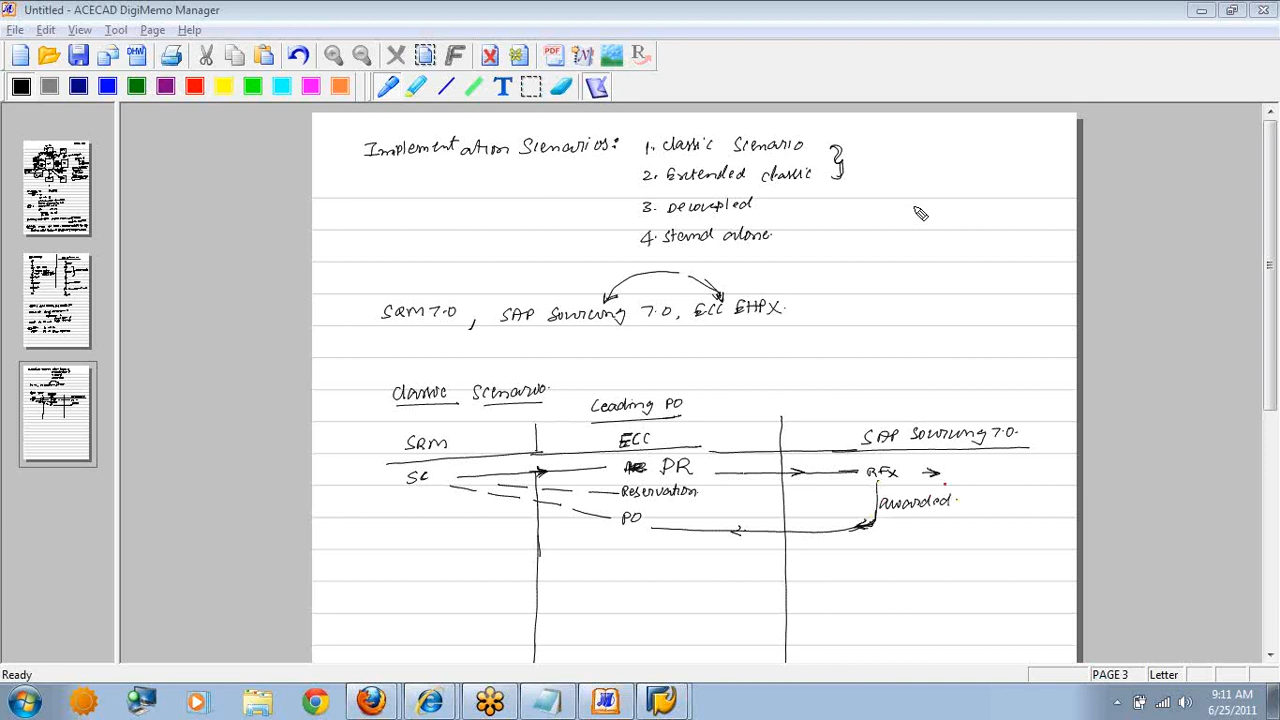 Untitled - ACECAD DigiMemo Manager
File Edit View Tool Page Help
Implementation Scenarios: 1. Classic Scenario
2. Extended classic
3. Decoupled
4. Stand alone.
SRM 7.0, SAP Sourcing 7.0, ECC EHPX.
Classic Scenario.
Leading PO
SRM ECC SAP Sourcing 7.0.
SC PR RFx
Reservation
awarded
PO
Ready PAGE 3 Letter
9:11 AM
6/25/2011